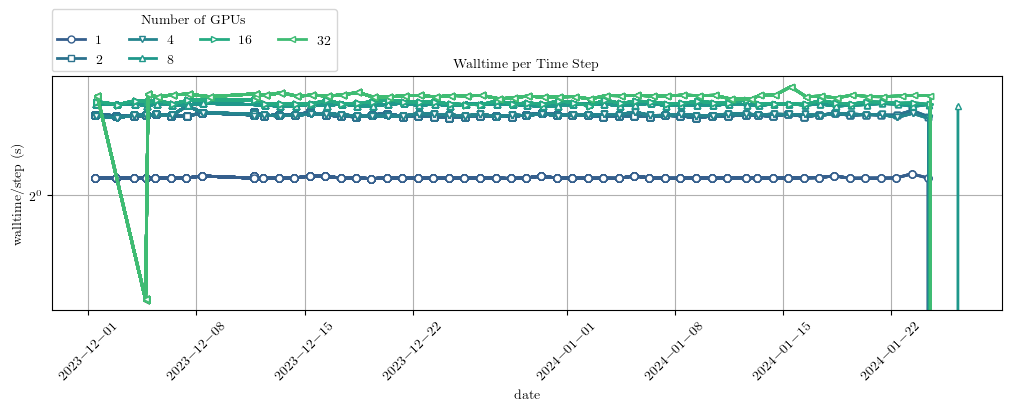 Number of GPUs
1 4 16 32
2 8
Walltime per Time Step
walltime/step (s)
2⁰
2023−12−01 2023−12−08 2023−12−15 2023−12−22 2024−01−01 2024−01−08 2024−01−15 2024−01−22
date